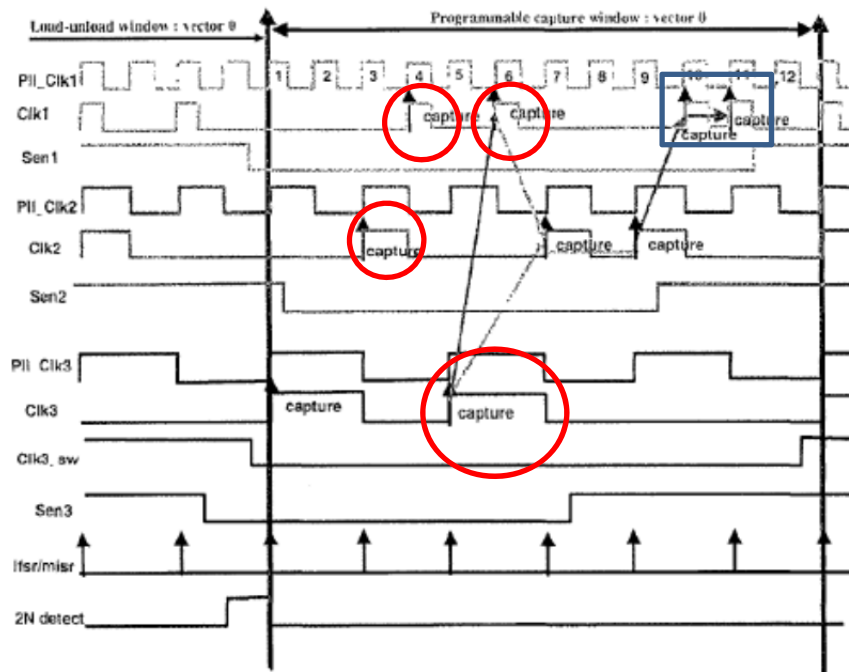 Load-unload window : vector 0 Programmable capture window : vector 0
Pll_Clk1 1 2 3 4 5 6 7 8 9 10 11 12
Clk1 capture capture capture capture
Sen1
Pll_Clk2
Clk2 capture capture capture
Sen2
Pll_Clk3
Clk3 capture capture
Clk3_sw
Sen3
lfsr/misr
2N detect